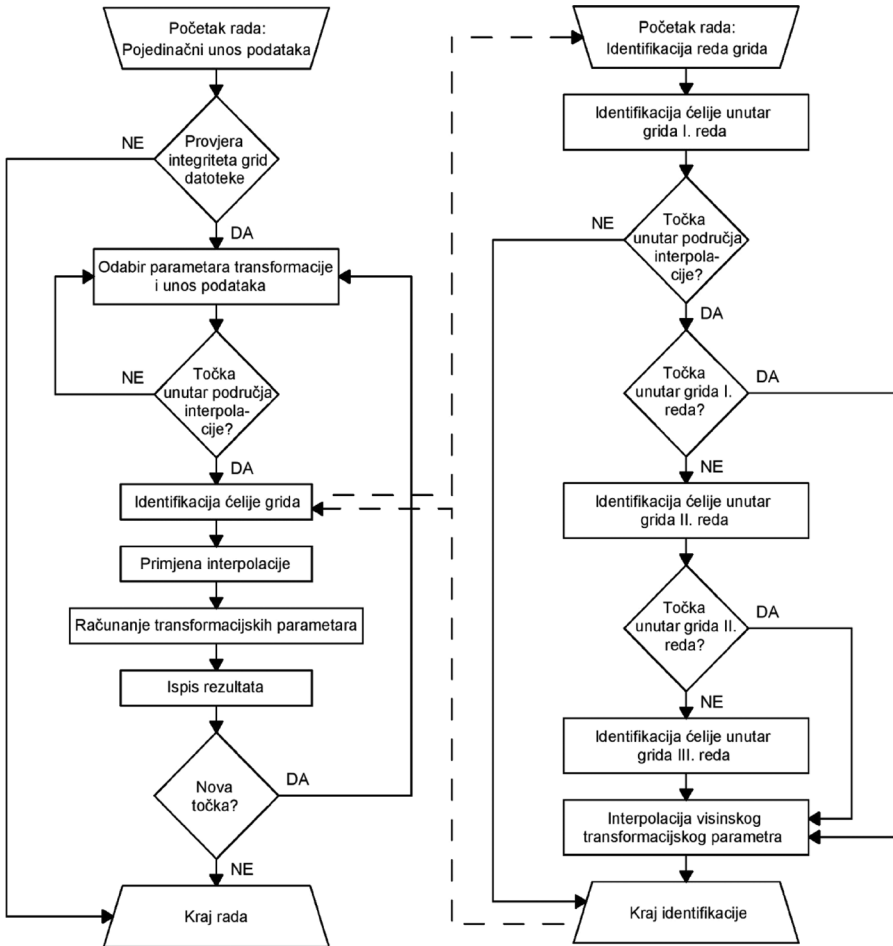 Početak rada:
Pojedinačni unos podataka
NE
Provjera
integriteta grid
datoteke
DA
Odabir parametara transformacije
i unos podataka
NE
Točka
unutar područja
interpola-
cije?
DA
Identifikacija ćelije grida
Primjena interpolacije
Računanje transformacijskih parametara
Ispis rezultata
Nova
točka?
DA
NE
Kraj rada
Početak rada:
Identifikacija reda grida
Identifikacija ćelije unutar
grida I. reda
NE
Točka
unutar područja
interpola-
cije?
DA
Točka
unutar grida I.
reda?
DA
NE
Identifikacija ćelije unutar
grida II. reda
Točka
unutar grida II.
reda?
DA
NE
Identifikacija ćelije unutar
grida III. reda
Interpolacija visinskog
transformacijskog parametra
Kraj identifikacije